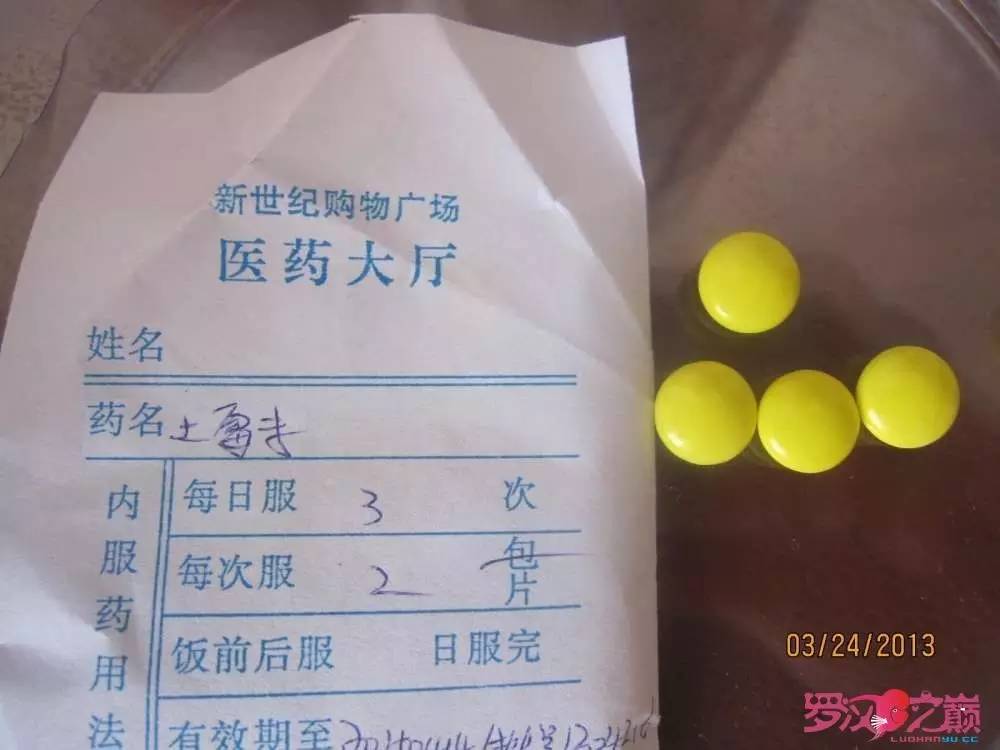 新世纪购物广场
医药大厅
姓名
药名 土霉素
内服药用法
每日服 3 次
每次服 2 包
片
饭前后服 日服完
有效期至
03/24/2013
罗汉之巅
LUOHANYU.CC